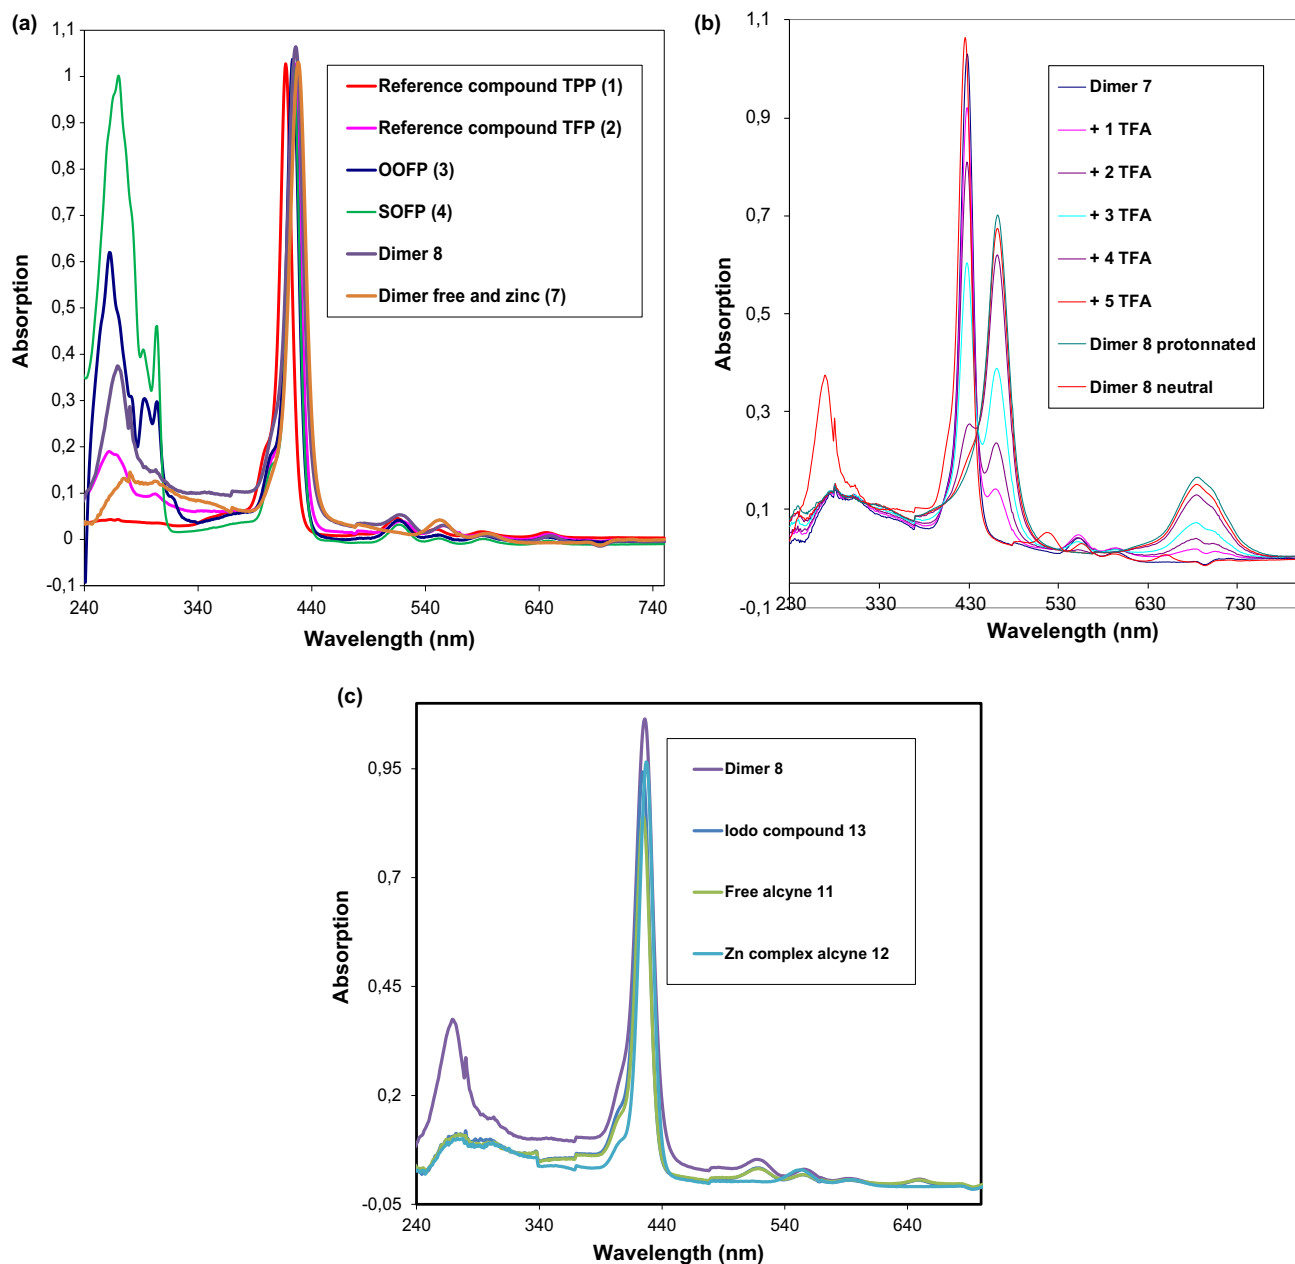 (a)
1,1
1
0,9
0,8
0,7
0,6
0,5
0,4
0,3
0,2
0,1
0
-0,1
240
340
440
540
640
740
Absorption
Wavelength (nm)
Reference compound TPP (1)
Reference compound TFP (2)
OOFP (3)
SOFP (4)
Dimer 8
Dimer free and zinc (7)
(b)
1,1
0,9
0,7
0,5
0,3
0,1
-0,1
230
330
430
530
630
730
Absorption
Wavelength (nm)
Dimer 7
+ 1 TFA
+ 2 TFA
+ 3 TFA
+ 4 TFA
+ 5 TFA
Dimer 8 protonnated
Dimer 8 neutral
(c)
0,95
0,7
0,45
0,2
-0,05
240
340
440
540
640
Absorption
Wavelength (nm)
Dimer 8
Iodo compound 13
Free alcyne 11
Zn complex alcyne 12